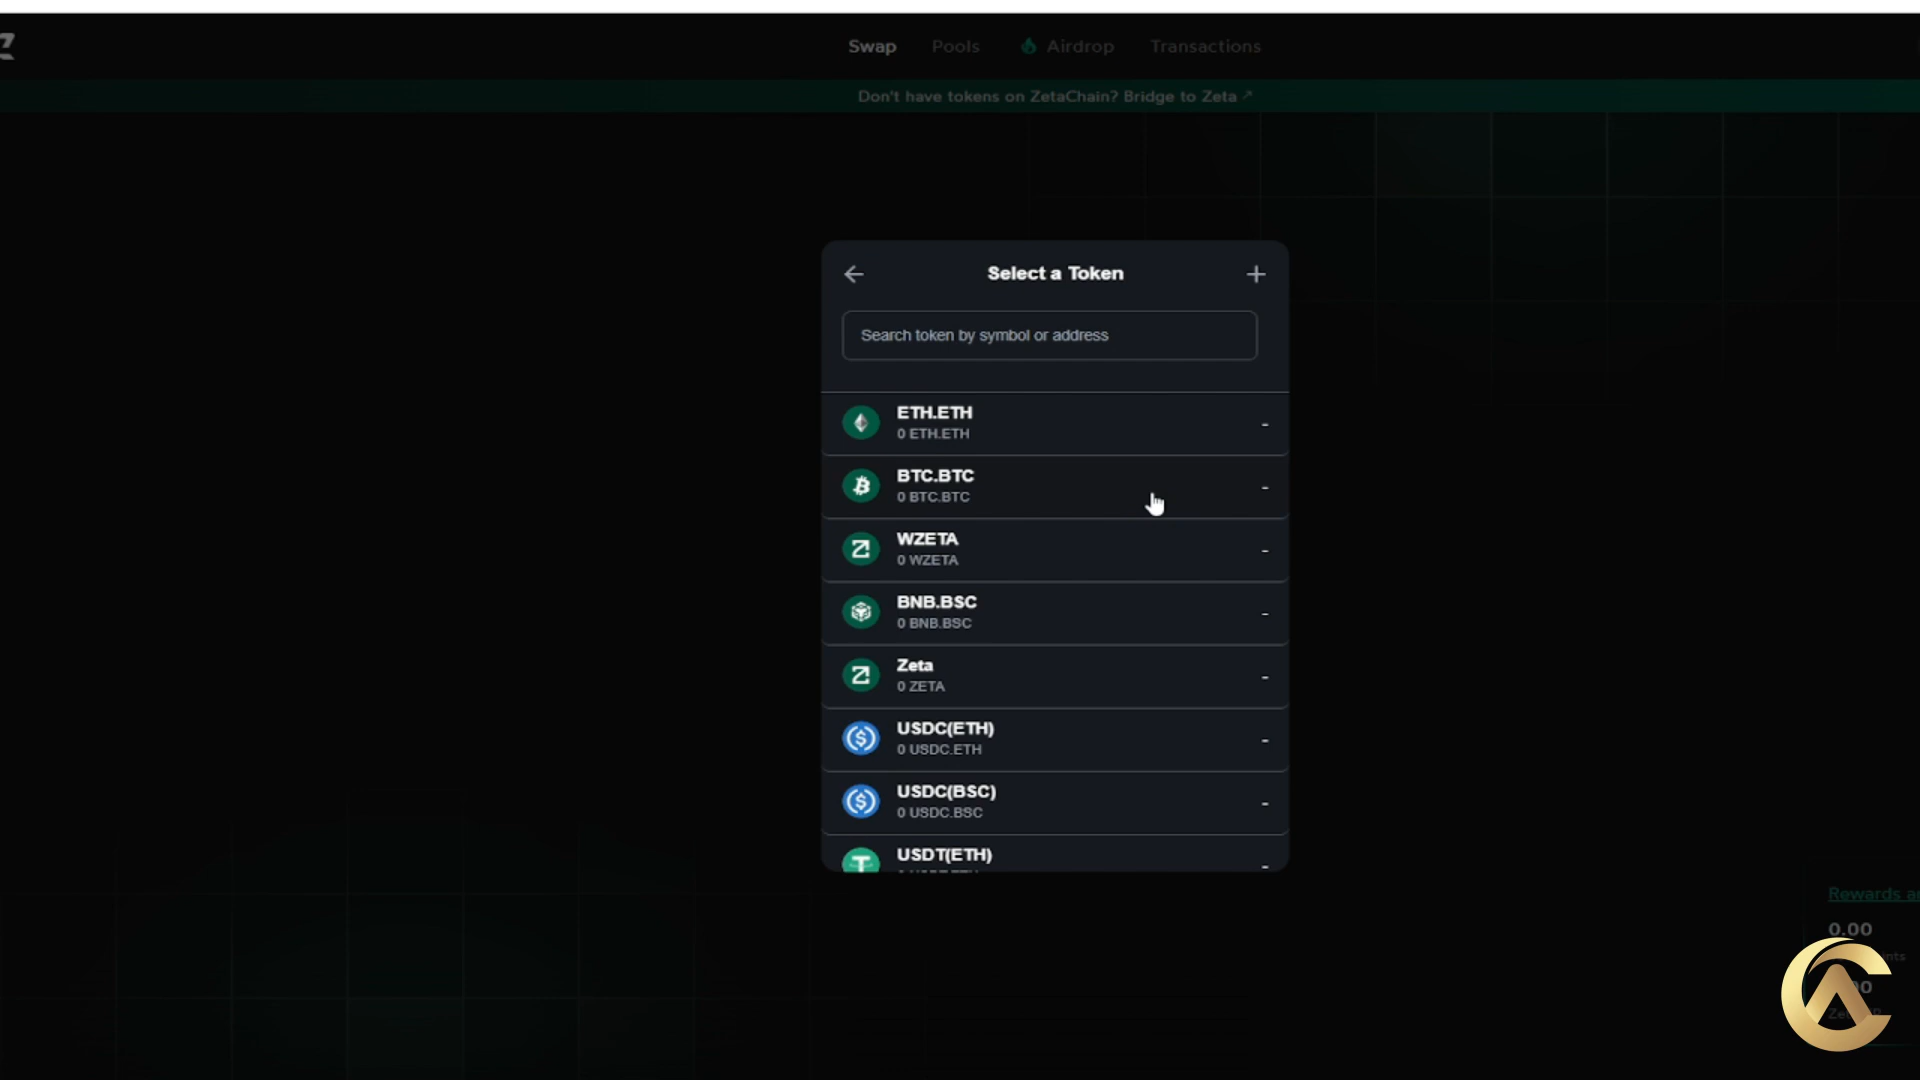 Swap
Pools
Airdrop
Transactions
Don't have tokens on ZetaChain? Bridge to Zeta ↗
Select a Token
Search token by symbol or address
ETH.ETH
0 ETH.ETH
-
BTC.BTC
0 BTC.BTC
-
WZETA
0 WZETA
-
BNB.BSC
0 BNB.BSC
-
Zeta
0 ZETA
-
USDC(ETH)
0 USDC.ETH
-
USDC(BSC)
0 USDC.BSC
-
USDT(ETH)
-
Rewards
0.00